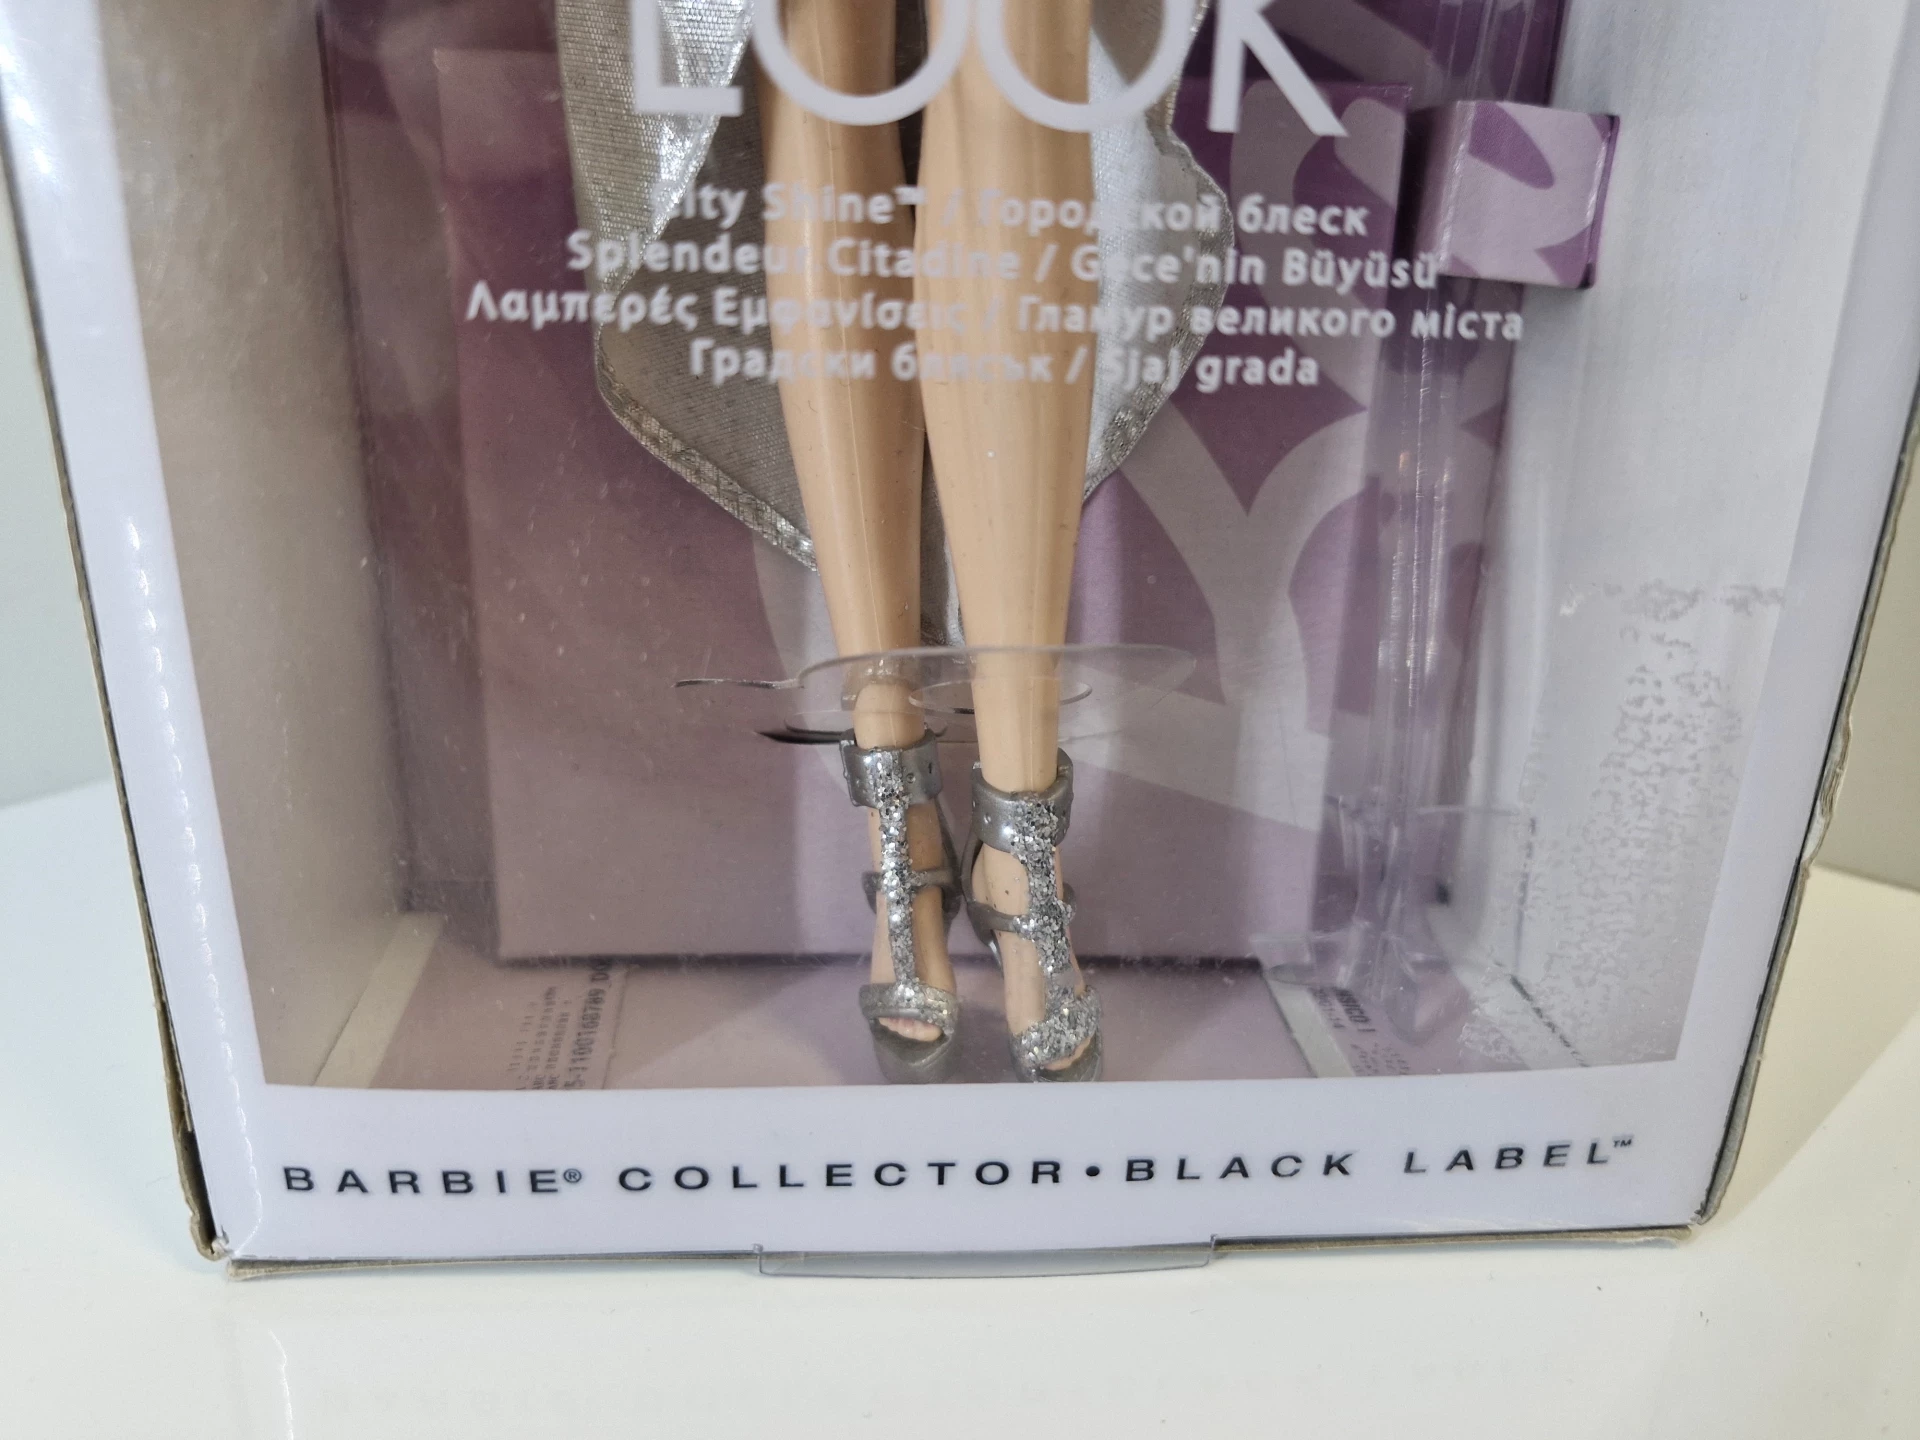 LOOK
City Shine™ / Городской блеск
Splendeur Citadine / Gece'nin Büyüsü
Λαμπερές Εμφανίσεις / Гламур великого міста
Градски блясък / Sjaj grada
BARBIE® COLLECTOR • BLACK LABEL™